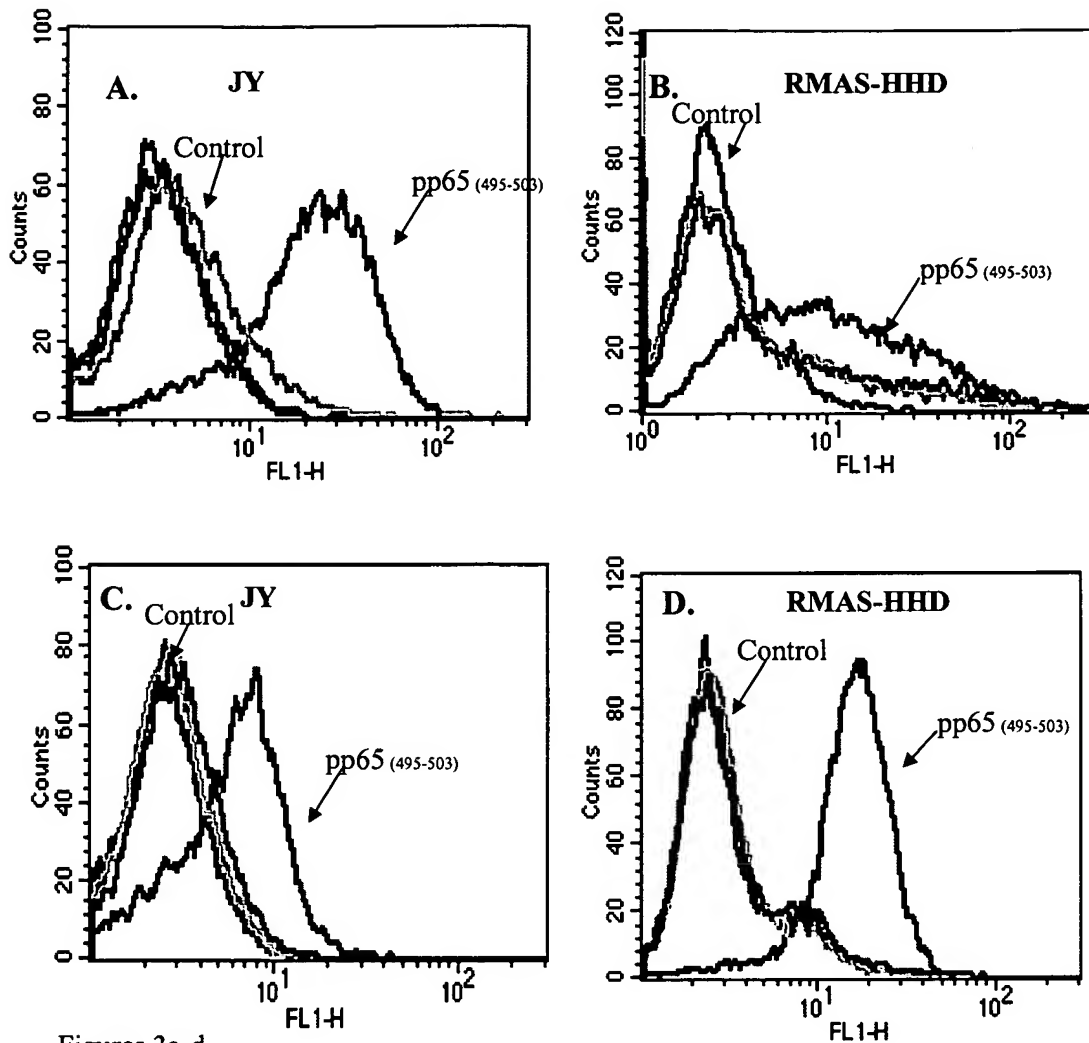 A. JY
Control
pp65 (495-503)
Counts
0 20 40 60 80 100
10^1 10^2
FL1-H
B. RMAS-HHD
Control
pp65 (495-503)
Counts
0 20 40 60 80 100 120
10^0 10^1 10^2
FL1-H
C. JY
Control
pp65 (495-503)
Counts
0 20 40 60 80 100
10^1 10^2
FL1-H
D. RMAS-HHD
Control
pp65 (495-503)
Counts
0 20 40 60 80 100 120
10^1 10^2
FL1-H